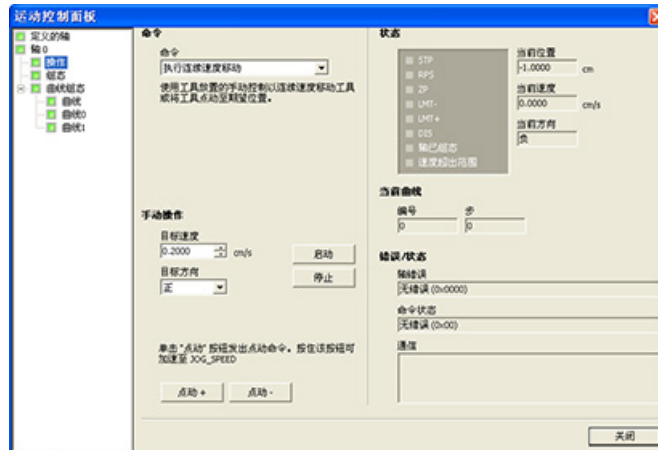 运动控制面板
定义的轴
轴0
操作
组态
曲线组态
曲线
曲线0
曲线1
命令
命令
执行连续速度移动
使用工具放置的手动控制以连续速度移动工具
或将工具点动至期望位置。
手动操作
目标速度
0.2000 cm/s
启动
目标方向
正
停止
单击"点动"按钮发出点动命令。按住该按钮可
加速至 JOG_SPEED
点动 +
点动 -
状态
STP
RPS
ZP
LMT-
LMT+
DIS
轴已组态
速度超出范围
当前位置
-1.0000 cm
当前速度
0.0000 cm/s
当前方向
负
当前曲线
编号 步
0 0
错误/状态
轴错误
无错误 (0x0000)
命令状态
无错误 (0x00)
通信
关闭